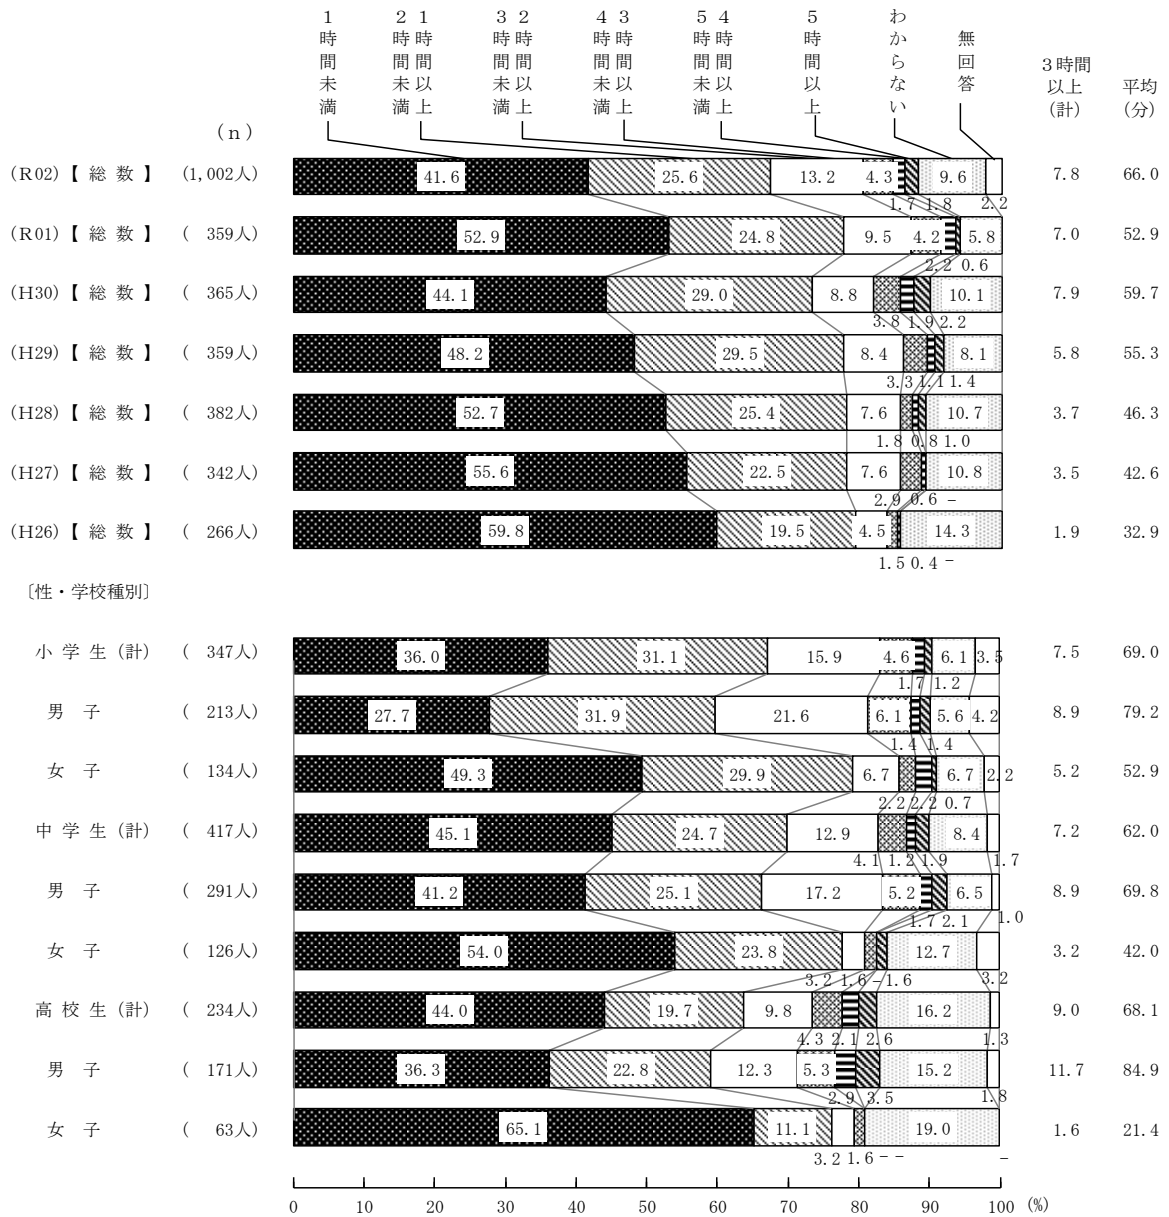 1時間未満
1時間以上2時間未満
2時間以上3時間未満
3時間以上4時間未満
4時間以上5時間未満
5時間以上
わからない
無回答
3時間以上(計)
平均(分)
(n)
(R02)【 総 数 】 (1,002人) 41.6 25.6 13.2 4.3 9.6 7.8 66.0
1.7 1.8 2.2
(R01)【 総 数 】 ( 359人) 52.9 24.8 9.5 4.2 5.8 7.0 52.9
2.2 0.6
(H30)【 総 数 】 ( 365人) 44.1 29.0 8.8 10.1 7.9 59.7
3.8 1.9 2.2
(H29)【 総 数 】 ( 359人) 48.2 29.5 8.4 8.1 5.8 55.3
3.3 1.1 1.4
(H28)【 総 数 】 ( 382人) 52.7 25.4 7.6 10.7 3.7 46.3
1.8 0.8 1.0
(H27)【 総 数 】 ( 342人) 55.6 22.5 7.6 10.8 3.5 42.6
2.9 0.6 -
(H26)【 総 数 】 ( 266人) 59.8 19.5 4.5 14.3 1.9 32.9
1.5 0.4 -
〔性・学校種別〕
小 学 生 (計) ( 347人) 36.0 31.1 15.9 4.6 6.1 3.5 7.5 69.0
1.7 1.2
男 子 ( 213人) 27.7 31.9 21.6 6.1 5.6 4.2 8.9 79.2
1.4 1.4
女 子 ( 134人) 49.3 29.9 6.7 6.7 2.2 5.2 52.9
2.2 2.2 0.7
中 学 生 (計) ( 417人) 45.1 24.7 12.9 8.4 7.2 62.0
4.1 1.2 1.9 1.7
男 子 ( 291人) 41.2 25.1 17.2 5.2 6.5 8.9 69.8
1.7 2.1 1.0
女 子 ( 126人) 54.0 23.8 12.7 3.2 42.0
3.2 1.6 - 1.6 3.2
高 校 生 (計) ( 234人) 44.0 19.7 9.8 16.2 9.0 68.1
4.3 2.1 2.6 1.3
男 子 ( 171人) 36.3 22.8 12.3 5.3 15.2 11.7 84.9
2.9 3.5 1.8
女 子 ( 63人) 65.1 11.1 19.0 1.6 21.4
3.2 1.6 - - -
0 10 20 30 40 50 60 70 80 90 100 (%)